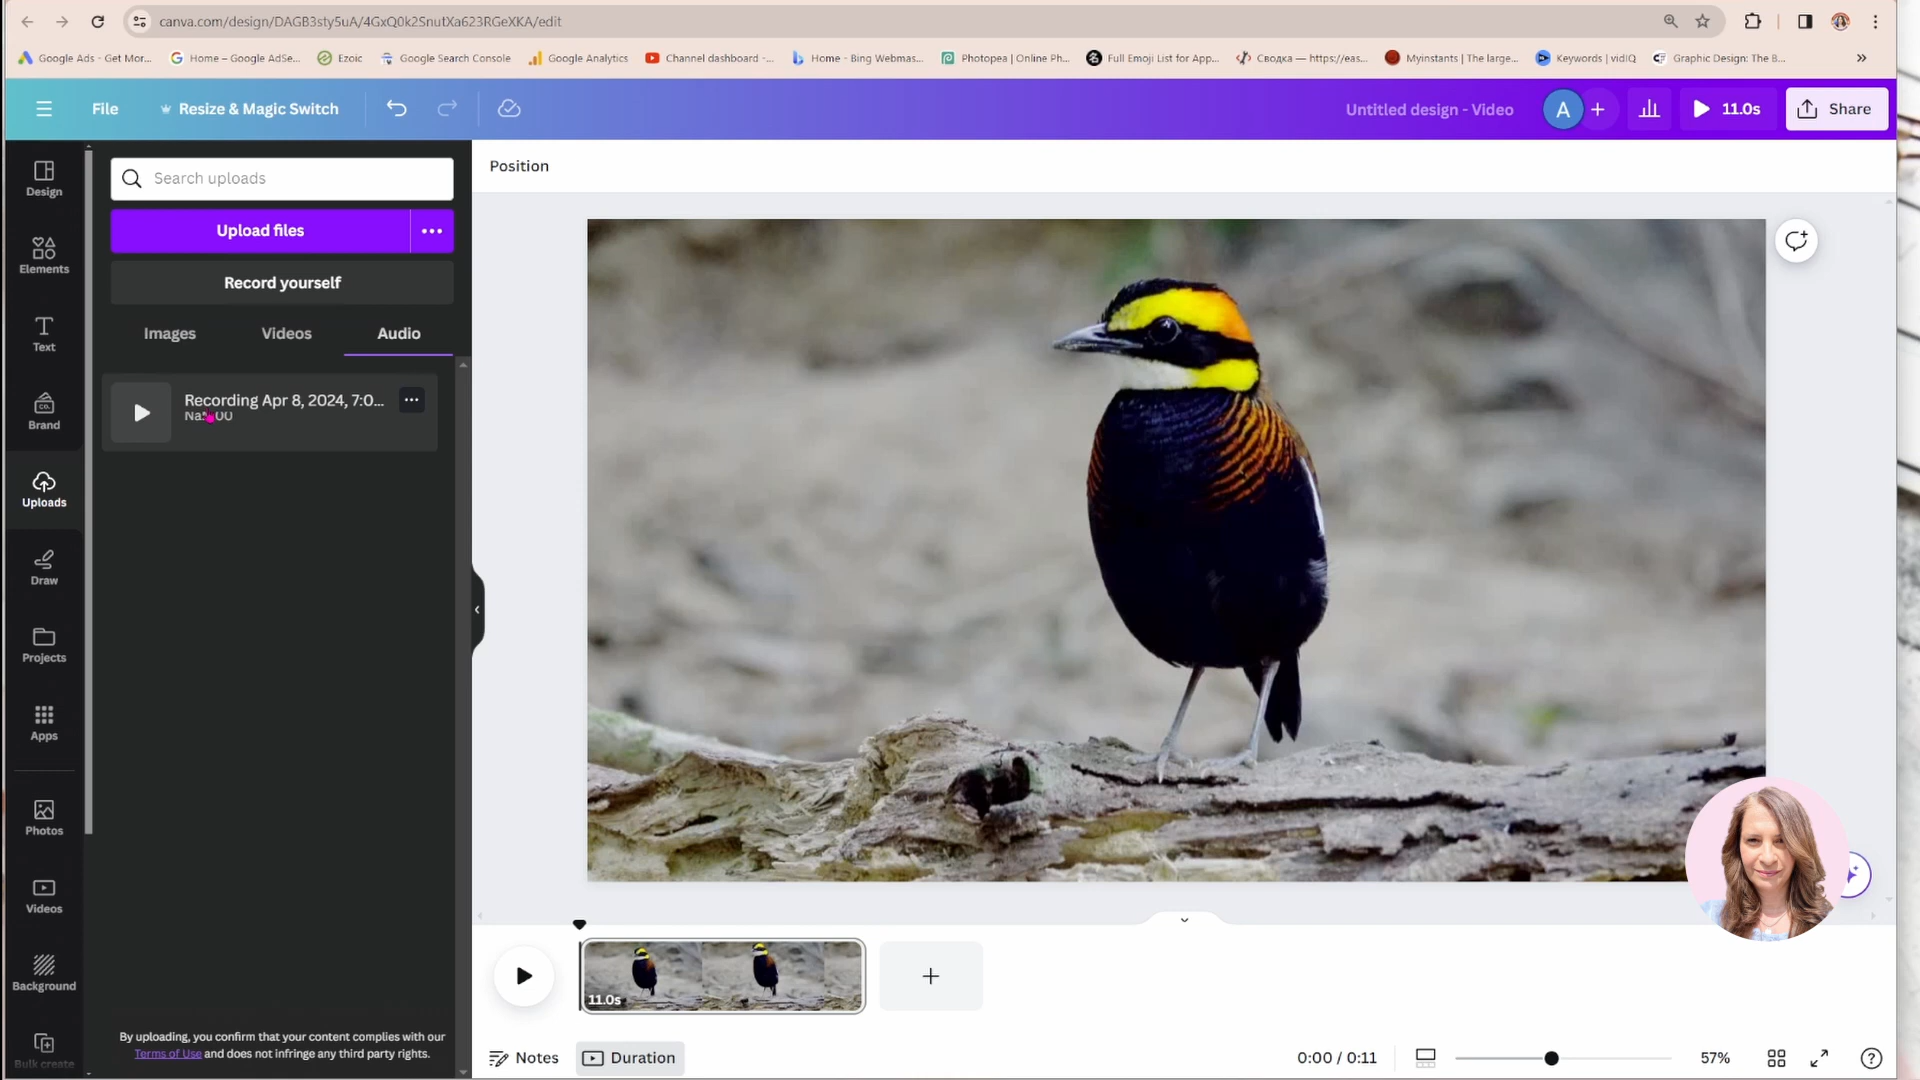 canva.com/design/DAGB3sty5uA/4GxQ0k2SnutXa623RGeXKA/edit
Google Ads - Get Mor...
Home – Google AdSe...
Ezoic
Google Search Console
Google Analytics
Channel dashboard -...
Home - Bing Webmas...
Photopea | Online Ph...
Full Emoji List for App...
Сводка — https://eas...
Myinstants | The large...
Keywords | vidIQ
Graphic Design: The B...
»
File
Resize & Magic Switch
Untitled design - Video
A
+
11.0s
Share
Design
Elements
Text
CO.
Brand
Uploads
Draw
Projects
Apps
Photos
Videos
Background
Bulk create
Search uploads
Upload files
Record yourself
Images
Videos
Audio
Recording Apr 8, 2024, 7:0...
By uploading, you confirm that your content complies with our
Terms of Use and does not infringe any third party rights.
Position
11.0s
+
Notes
Duration
0:00 / 0:11
57%